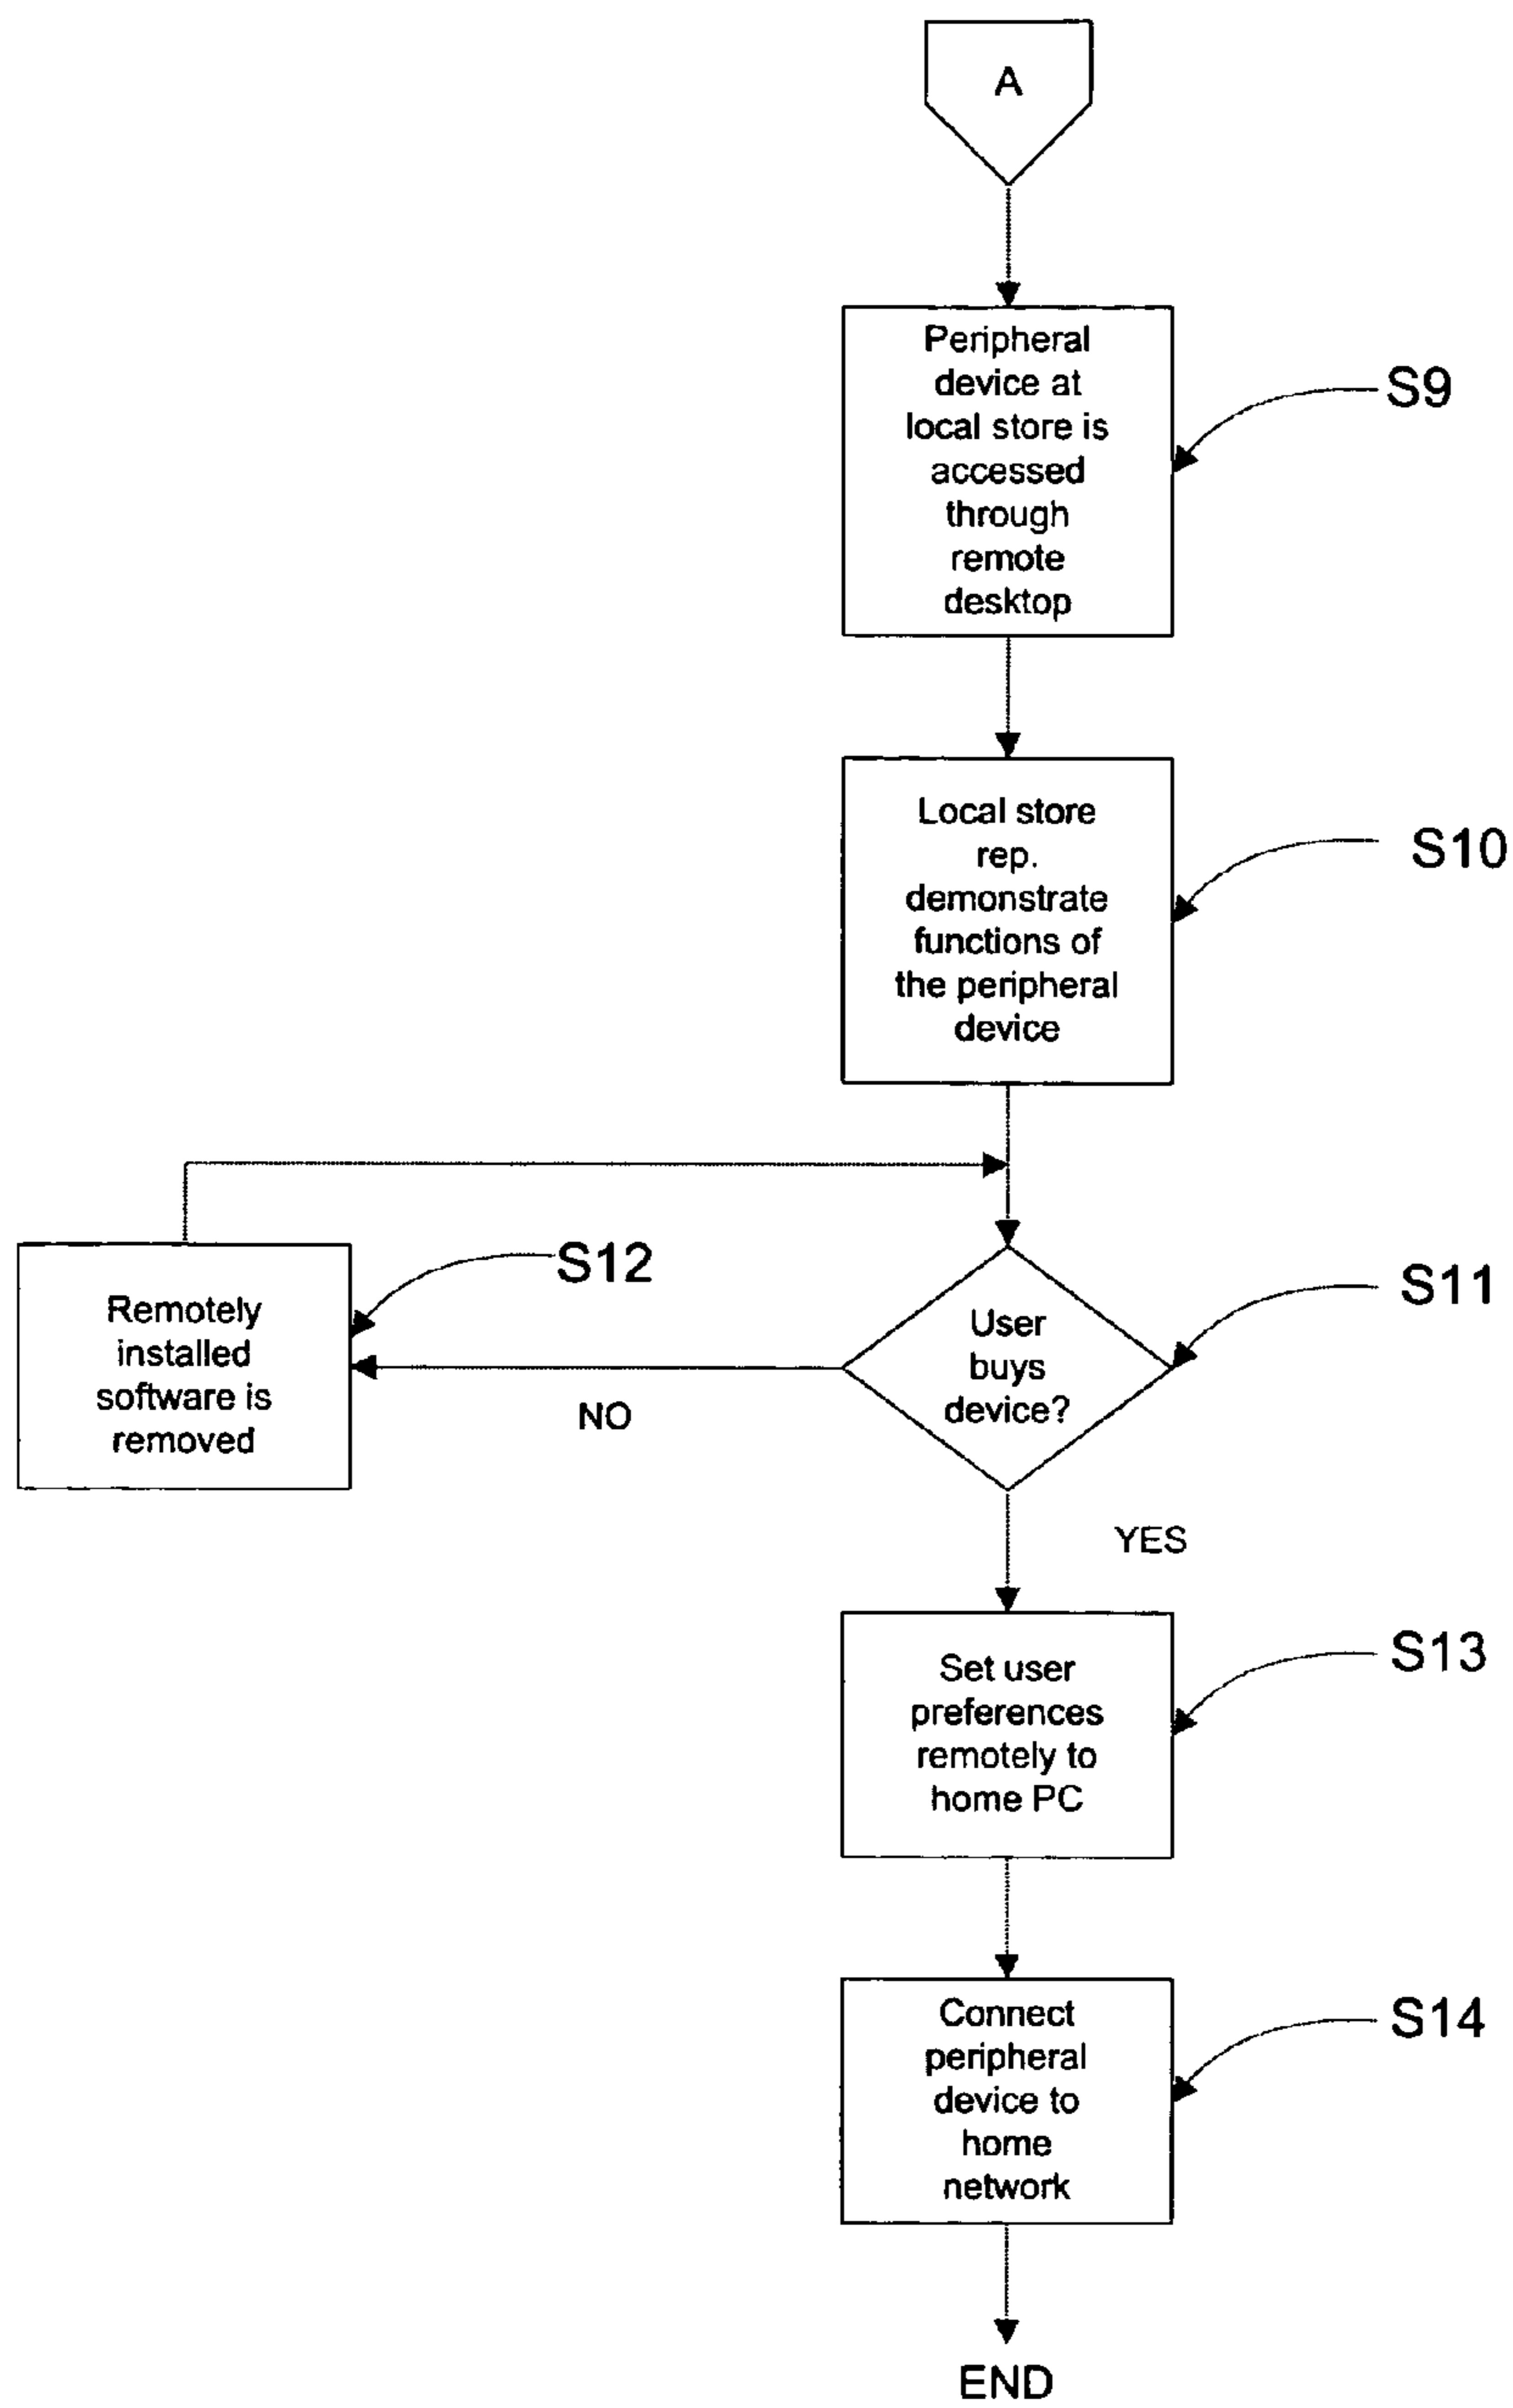 A
Peripheral
device at
local store is
accessed
through
remote
desktop
S9
Local store
rep.
demonstrate
functions of
the peripheral
device
S10
S12
Remotely
installed
software is
removed
NO
User
buys
device?
S11
YES
Set user
preferences
remotely to
home PC
S13
Connect
peripheral
device to
home
network
S14
END